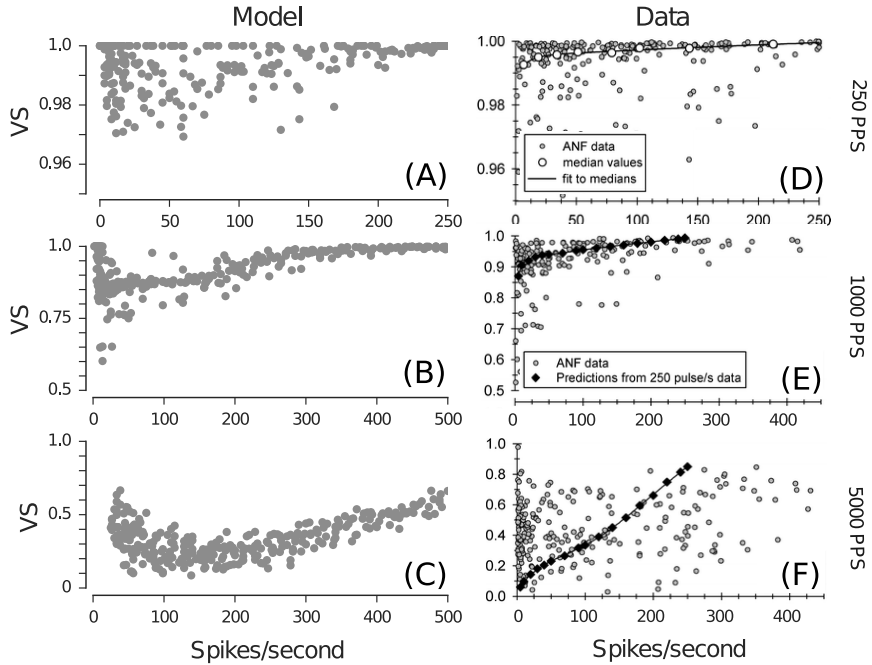 Model
Data
VS
1.0
0.99
0.98
0.96
(A)
0 50 100 150 200 250
1.00
0.98
0.96
ANF data
median values
fit to medians
(D)
0 50 100 150 200 250
250 PPS
VS
1.0
0.75
0.5
(B)
0 100 200 300 400 500
1.0
0.9
0.8
0.7
0.6
0.5
ANF data
Predictions from 250 pulse/s data
(E)
0 100 200 300 400
1000 PPS
VS
1.0
0.5
0
(C)
0 100 200 300 400 500
Spikes/second
1.0
0.8
0.6
0.4
0.2
0.0
(F)
0 100 200 300 400
Spikes/second
5000 PPS